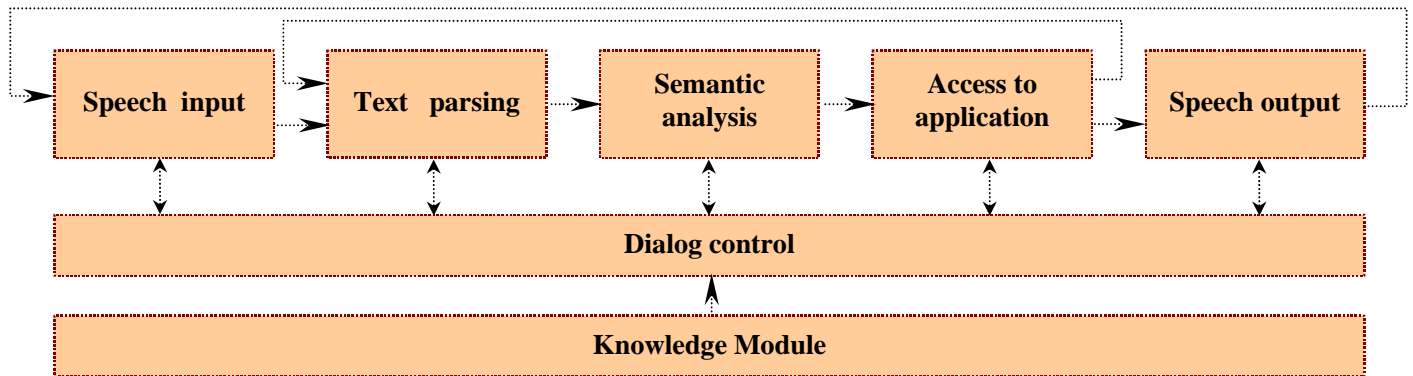 Speech input
Text parsing
Semantic
analysis
Access to
application
Speech output
Dialog control
Knowledge Module